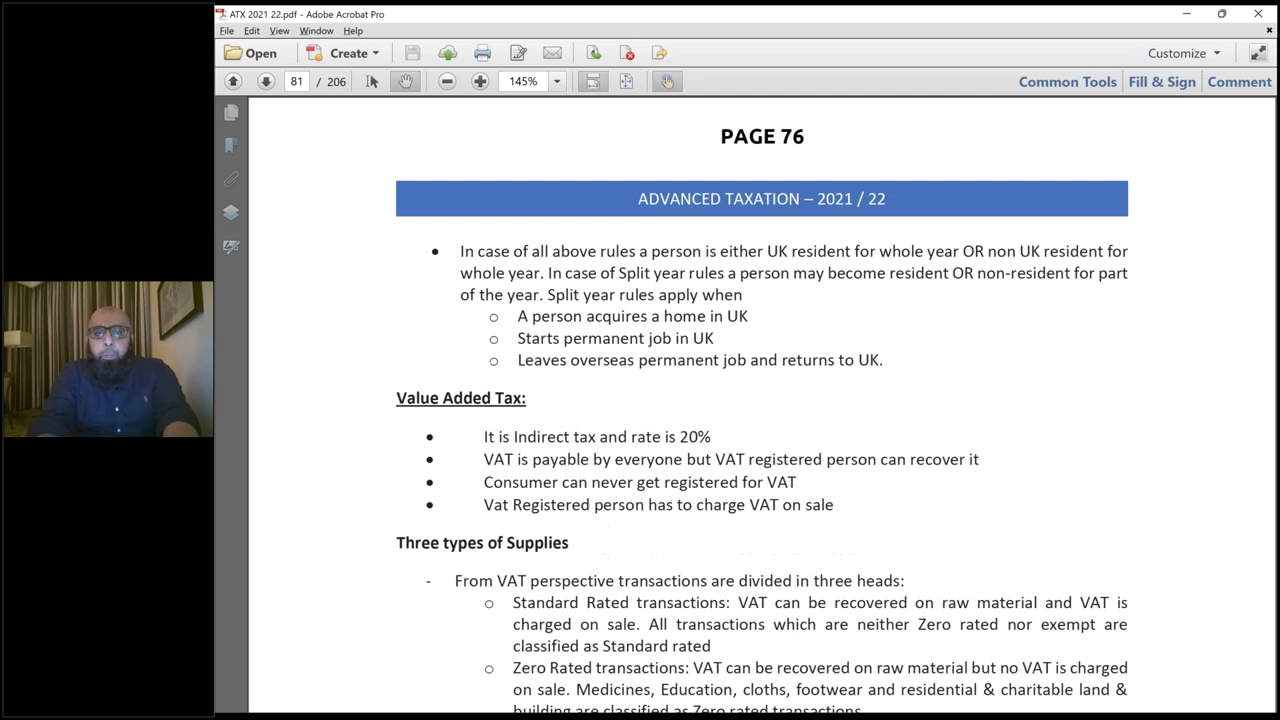 ATX 2021 22.pdf - Adobe Acrobat Pro
File Edit View Window Help
Open Create Customize
81 / 206 145% Common Tools Fill & Sign Comment
PAGE 76
ADVANCED TAXATION – 2021 / 22
• In case of all above rules a person is either UK resident for whole year OR non UK resident for
whole year. In case of Split year rules a person may become resident OR non-resident for part
of the year. Split year rules apply when
o A person acquires a home in UK
o Starts permanent job in UK
o Leaves overseas permanent job and returns to UK.
Value Added Tax:
• It is Indirect tax and rate is 20%
• VAT is payable by everyone but VAT registered person can recover it
• Consumer can never get registered for VAT
• Vat Registered person has to charge VAT on sale
Three types of Supplies
- From VAT perspective transactions are divided in three heads:
o Standard Rated transactions: VAT can be recovered on raw material and VAT is
charged on sale. All transactions which are neither Zero rated nor exempt are
classified as Standard rated
o Zero Rated transactions: VAT can be recovered on raw material but no VAT is charged
on sale. Medicines, Education, cloths, footwear and residential & charitable land &
building are classified as Zero rated transactions